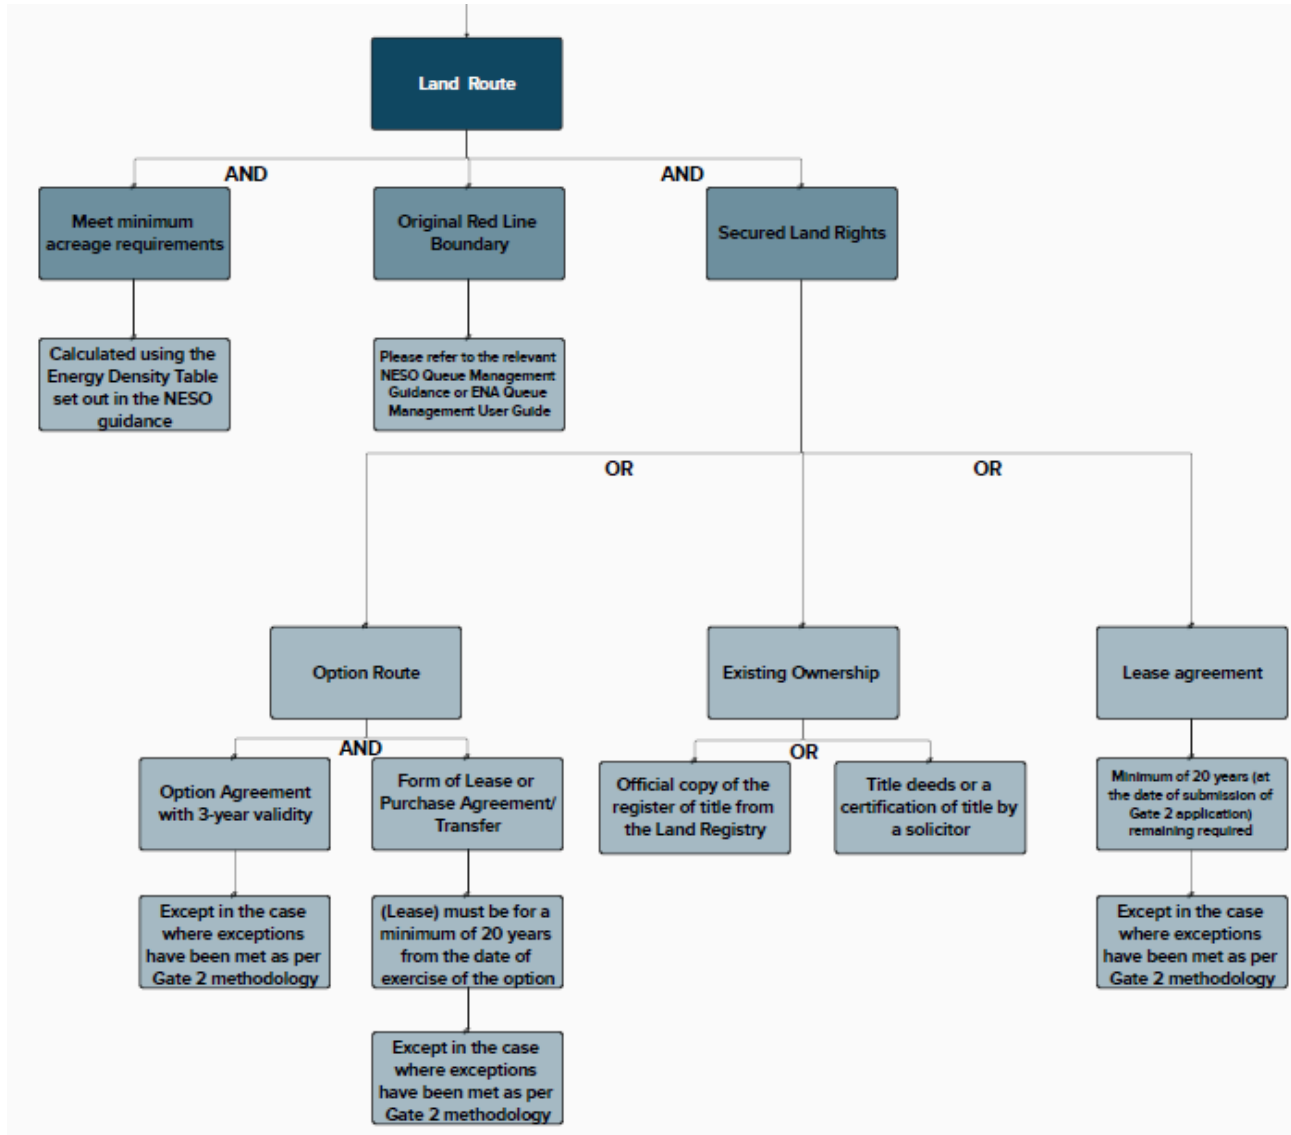 Land Route
AND
AND
Meet minimum
acreage requirements
Original Red Line
Boundary
Secured Land Rights
Calculated using the
Energy Density Table
set out in the NESO
guidance
Please refer to the relevant
NESO Queue Management
Guidance or ENA Queue
Management User Guide
OR
OR
Option Route
Existing Ownership
Lease agreement
AND
OR
Option Agreement
with 3-year validity
Form of Lease or
Purchase Agreement/
Transfer
Official copy of the
register of title from
the Land Registry
Title deeds or a
certification of title by
a solicitor
Minimum of 20 years (at
the date of submission of
Gate 2 application)
remaining required
Except in the case
where exceptions
have been met as per
Gate 2 methodology
(Lease) must be for a
minimum of 20 years
from the date of
exercise of the option
Except in the case
where exceptions
have been met as per
Gate 2 methodology
Except in the case
where exceptions
have been met as per
Gate 2 methodology